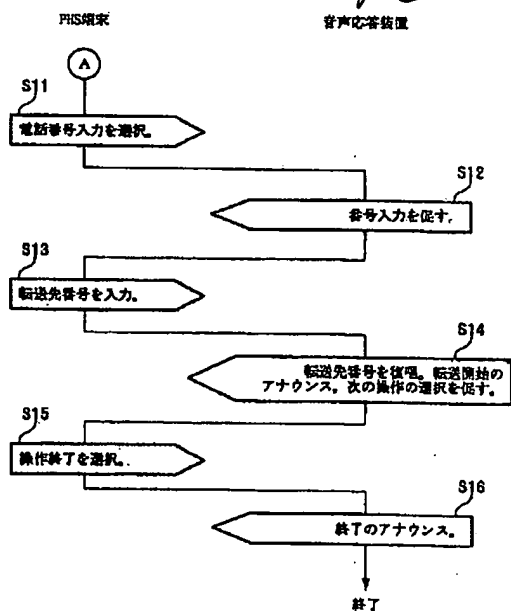 PHS端末
音声応答装置
A
S11
電話番号入力を選択。
S12
番号入力を促す。
S13
転送先番号を入力。
S14
転送先番号を復唱。転送開始の
アナウンス。次の操作の選択を促す。
S15
操作終了を選択。
S16
終了のアナウンス。
終了